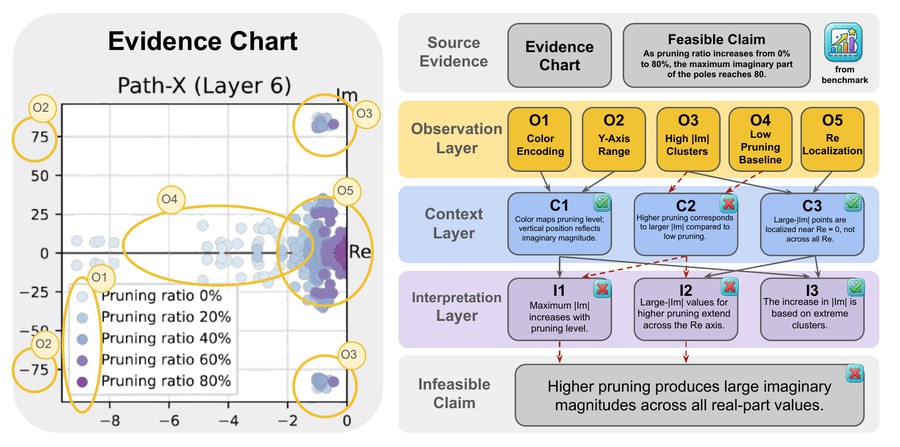 Evidence Chart
Path-X (Layer 6)
Im
O2
O3
75
50
O4
O5
25
0
Re
−25
O1
Pruning ratio 0%
Pruning ratio 20%
−50
Pruning ratio 40%
O2
O3
Pruning ratio 60%
−75
Pruning ratio 80%
−8
−6
−4
−2
0
Source
Evidence
Evidence
Chart
Feasible Claim
As pruning ratio increases from 0%
to 80%, the maximum imaginary part
of the poles reaches 80.
from
benchmark
Observation
Layer
O1
Color
Encoding
O2
Y-Axis
Range
O3
High |Im|
Clusters
O4
Low
Pruning
Baseline
O5
Re
Localization
Context
Layer
C1
Color maps pruning level;
vertical position reflects
imaginary magnitude.
C2
Higher pruning corresponds
to larger |Im| compared to
low pruning.
C3
Large-|Im| points are
localized near Re = 0, not
across all Re.
Interpretation
Layer
I1
Maximum |Im|
increases with
pruning level.
I2
Large-|Im| values for
higher pruning extend
across the Re axis.
I3
The increase in |Im| is
based on extreme
clusters.
Infeasible
Claim
Higher pruning produces large imaginary
magnitudes across all real-part values.